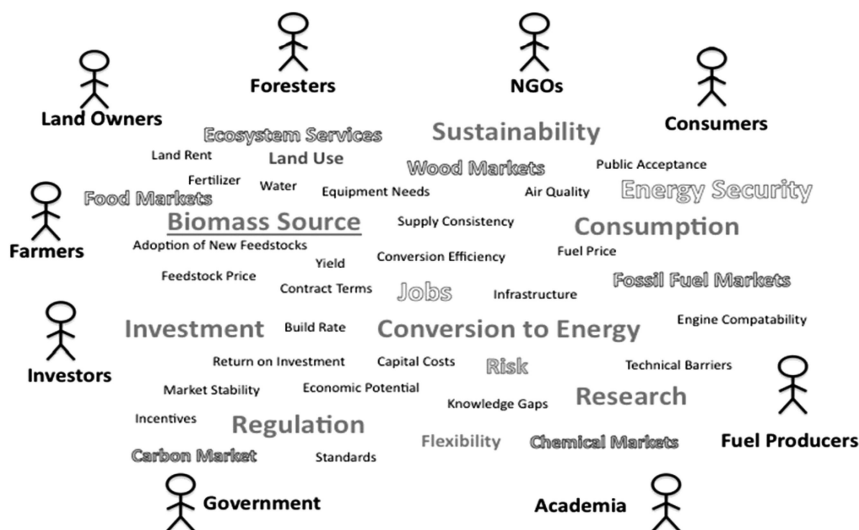 Foresters
NGOs
Land Owners
Consumers
Ecosystem Services
Sustainability
Land Rent
Land Use
Wood Markets
Public Acceptance
Fertilizer
Water
Equipment Needs
Air Quality
Energy Security
Food Markets
Biomass Source
Supply Consistency
Consumption
Farmers
Adoption of New Feedstocks
Yield
Conversion Efficiency
Fuel Price
Feedstock Price
Contract Terms
Jobs
Infrastructure
Fossil Fuel Markets
Investment
Build Rate
Conversion to Energy
Engine Compatability
Investors
Return on Investment
Capital Costs
Risk
Technical Barriers
Market Stability
Economic Potential
Knowledge Gaps
Research
Incentives
Regulation
Flexibility
Chemical Markets
Fuel Producers
Carbon Market
Standards
Government
Academia